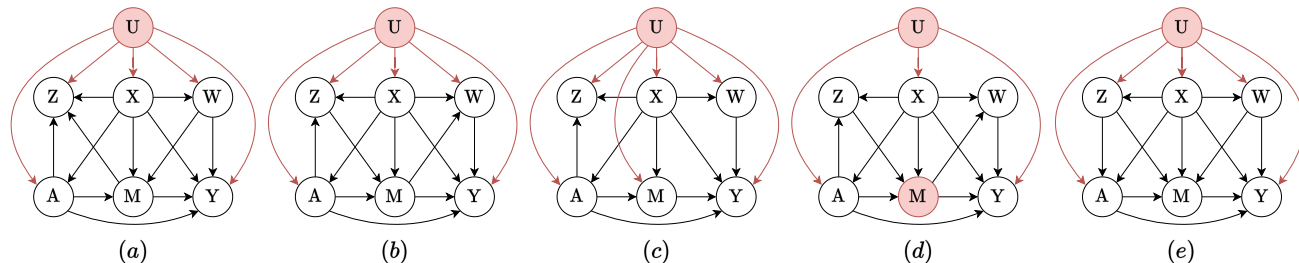 U U U U U
Z X W Z X W Z X W Z X W Z X W
A M Y A M Y A M Y A M Y A M Y
(a) (b) (c) (d) (e)